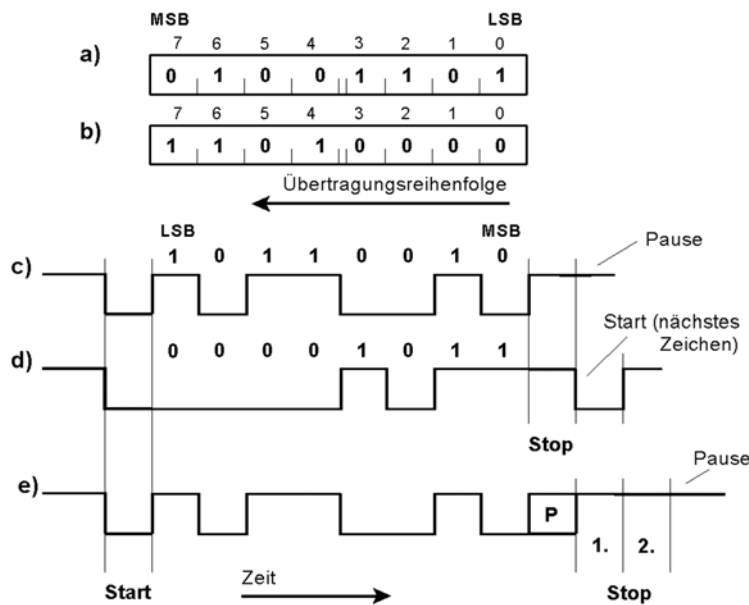 MSB LSB
7 6 5 4 3 2 1 0
a) 0 1 0 0 1 1 0 1
7 6 5 4 3 2 1 0
b) 1 1 0 1 0 0 0 0
Übertragungsreihenfolge
LSB MSB
1 0 1 1 0 0 1 0
Pause
c)
Start (nächstes
Zeichen)
0 0 0 0 1 0 1 1
d)
Stop
Pause
e)
P
1. 2.
Start Zeit Stop